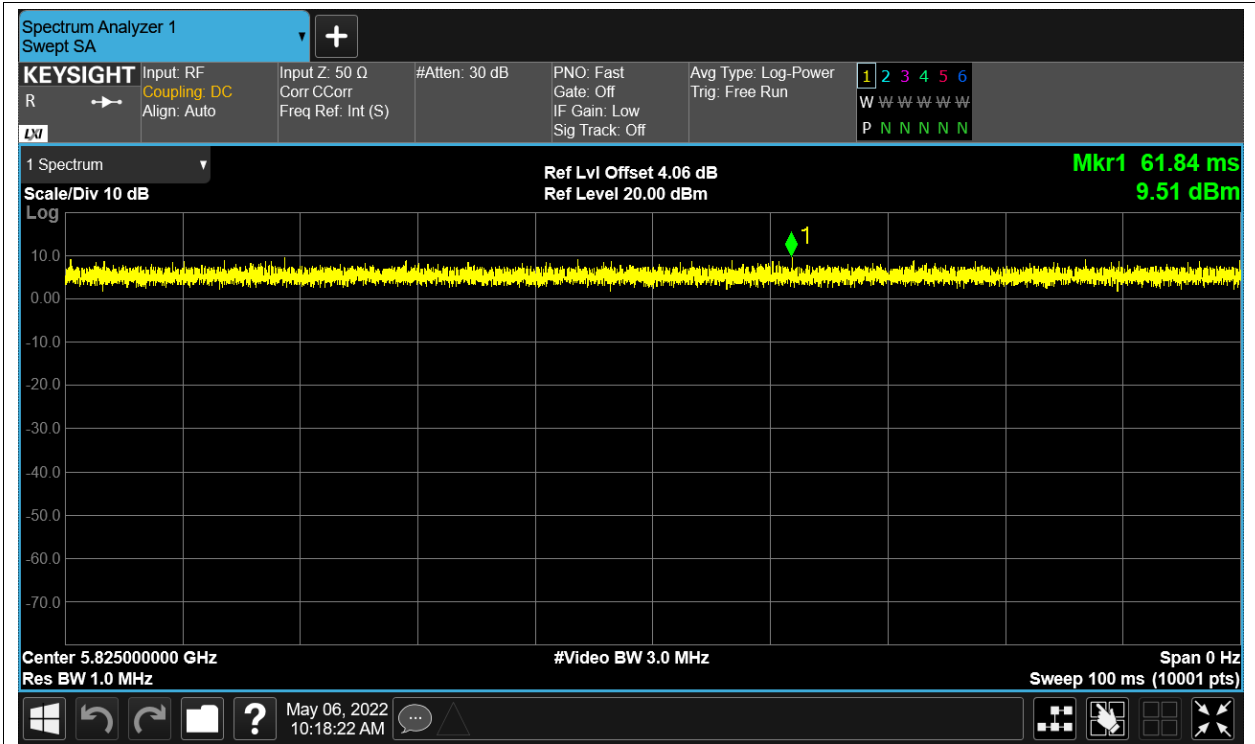 Spectrum Analyzer 1
Swept SA
KEYSIGHT
R
LXI
Input: RF
Coupling: DC
Align: Auto
Input Z: 50 Ω
Corr CCorr
Freq Ref: Int (S)
#Atten: 30 dB
PNO: Fast
Gate: Off
IF Gain: Low
Sig Track: Off
Avg Type: Log-Power
Trig: Free Run
1 2 3 4 5 6
W W W W W W
P N N N N N
1 Spectrum
Scale/Div 10 dB
Ref Lvl Offset 4.06 dB
Ref Level 20.00 dBm
Mkr1 61.84 ms
9.51 dBm
Log
1
10.0
0.00
-10.0
-20.0
-30.0
-40.0
-50.0
-60.0
-70.0
Center 5.825000000 GHz
Res BW 1.0 MHz
#Video BW 3.0 MHz
Span 0 Hz
Sweep 100 ms (10001 pts)
?
May 06, 2022
10:18:22 AM